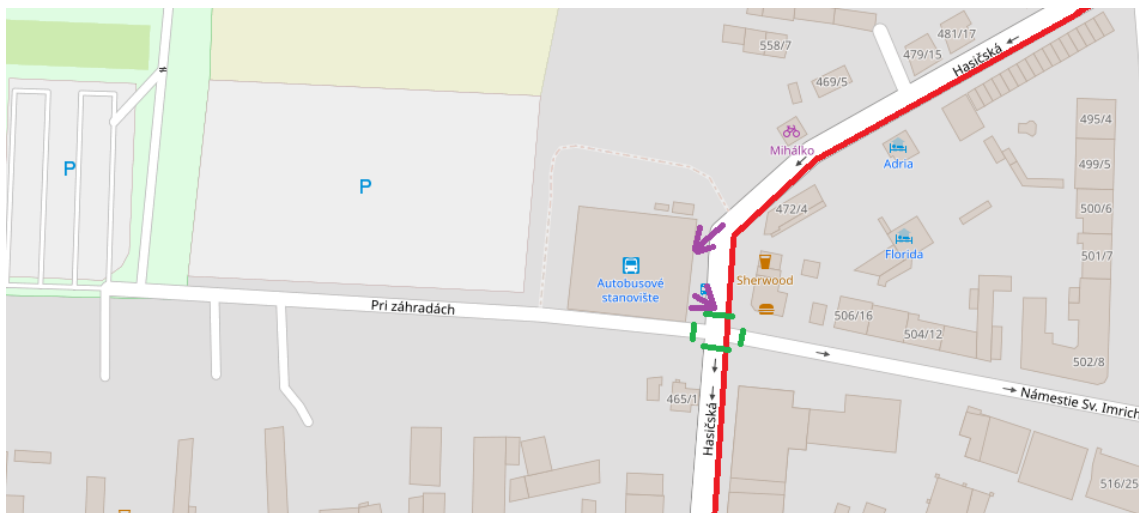 558/7
479/15
481/17
Hasičská
469/5
495/4
Mihálko
Adria
499/5
P
P
472/4
500/6
Florida
501/7
Autobusové
stanovište
Sherwood
Pri záhradách
506/16
504/12
502/8
Námestie Sv. Imrich
465/1
Hasičská
516/25